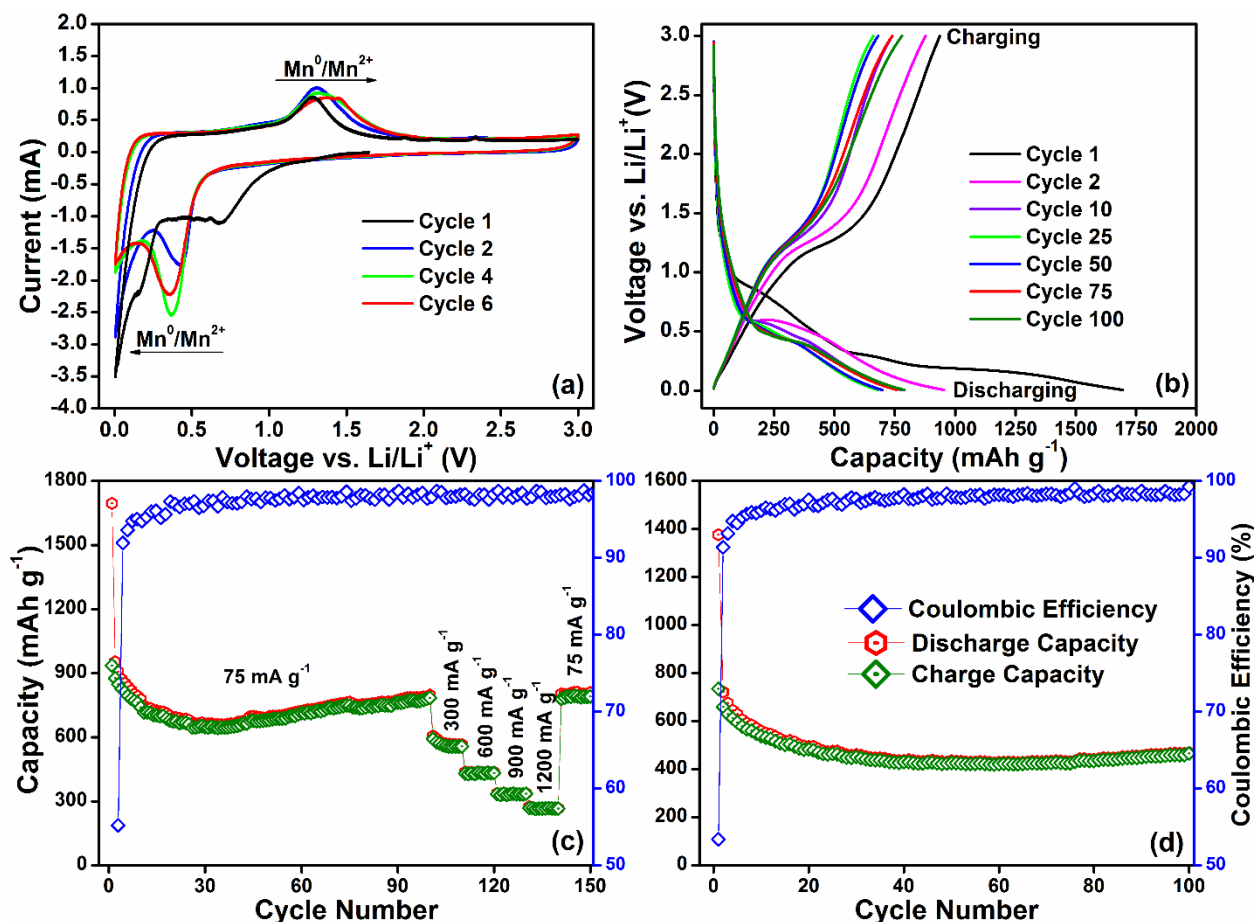 Mn⁰/Mn²⁺
Cycle 1
Cycle 2
Cycle 4
Cycle 6
Mn⁰/Mn²⁺
(a)
1.0
0.5
0.0
-0.5
-1.0
-1.5
-2.0
-2.5
-3.0
-3.5
-4.0
2.0
1.5
Current (mA)
0.0 0.5 1.0 1.5 2.0 2.5 3.0
Voltage vs. Li/Li⁺ (V)
Charging
Cycle 1
Cycle 2
Cycle 10
Cycle 25
Cycle 50
Cycle 75
Cycle 100
Discharging
(b)
3.0
2.5
2.0
1.5
1.0
0.5
0.0
Voltage vs. Li/Li⁺(V)
0 250 500 750 1000 1250 1500 1750 2000
Capacity (mAh g⁻¹)
1800
1500
1200
900
600
300
0
Capacity (mAh g⁻¹)
75 mA g⁻¹
300 mA g⁻¹
600 mA g⁻¹
900 mA g⁻¹
1200 mA g⁻¹
75 mA g⁻¹
(c)
100
90
80
70
60
50
0 30 60 90 120 150
Cycle Number
1600
1400
1200
1000
800
600
400
200
0
Coulombic Efficiency
Discharge Capacity
Charge Capacity
(d)
100
90
80
70
60
50
Coulombic Efficiency (%)
0 20 40 60 80 100
Cycle Number